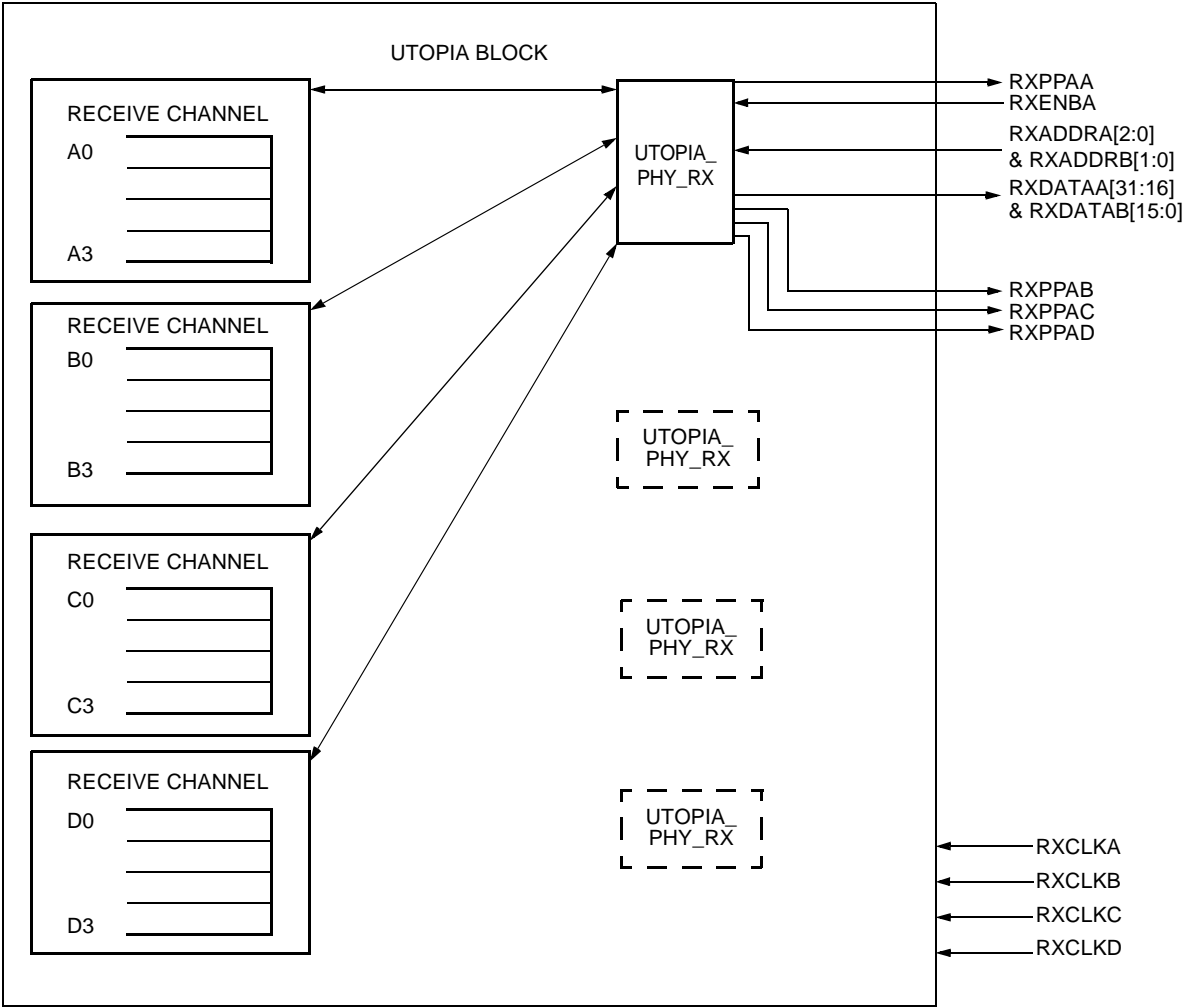 UTOPIA BLOCK
RECEIVE CHANNEL
A0
A3
RECEIVE CHANNEL
B0
B3
RECEIVE CHANNEL
C0
C3
RECEIVE CHANNEL
D0
D3
UTOPIA_
PHY_RX
UTOPIA_
PHY_RX
UTOPIA_
PHY_RX
UTOPIA_
PHY_RX
RXPPAA
RXENBA
RXADDRA[2:0]
& RXADDRB[1:0]
RXDATAA[31:16]
& RXDATAB[15:0]
RXPPAB
RXPPAC
RXPPAD
RXCLKA
RXCLKB
RXCLKC
RXCLKD